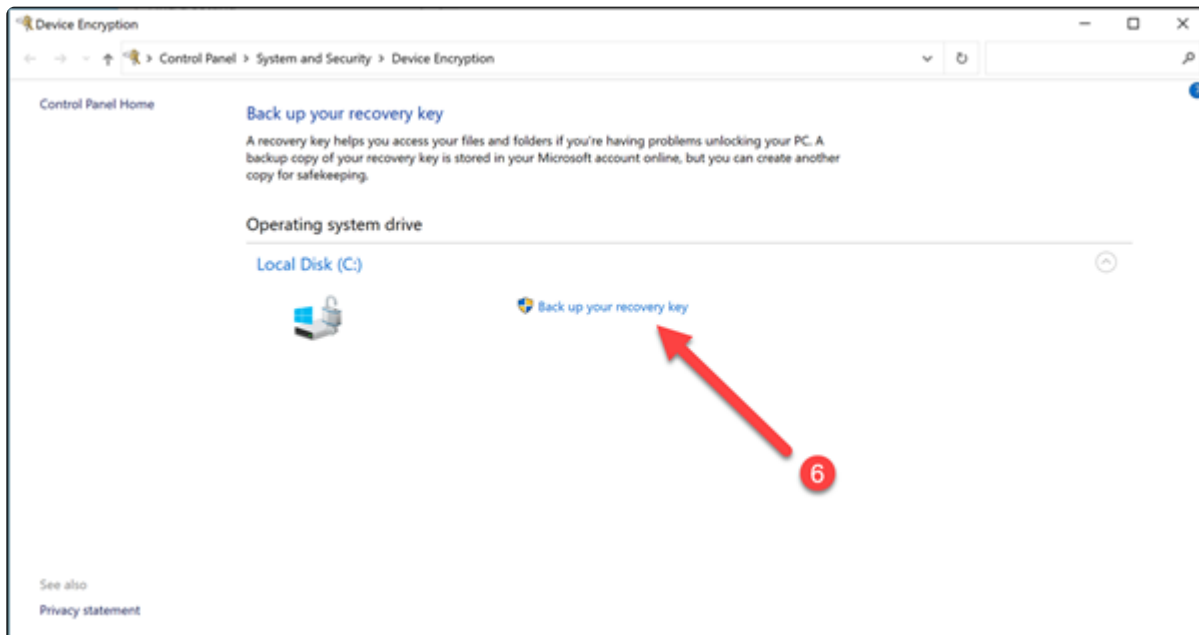 Device Encryption
Control Panel > System and Security > Device Encryption
Control Panel Home
Back up your recovery key
A recovery key helps you access your files and folders if you're having problems unlocking your PC. A
backup copy of your recovery key is stored in your Microsoft account online, but you can create another
copy for safekeeping.
Operating system drive
Local Disk (C:)
Back up your recovery key
6
See also
Privacy statement